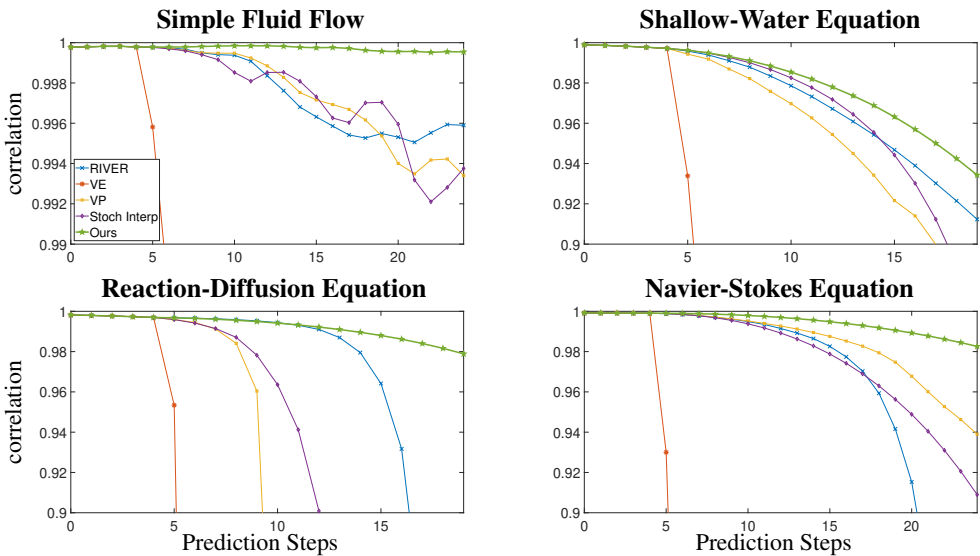 Simple Fluid Flow
Shallow-Water Equation
correlation
1
0.998
0.996
0.994
0.992
0.99
RIVER
VE
VP
Stoch Interp
Ours
0 5 10 15 20
1
0.98
0.96
0.94
0.92
0.9
0 5 10 15
Reaction-Diffusion Equation
Navier-Stokes Equation
correlation
1
0.98
0.96
0.94
0.92
0.9
0 5 10 15
Prediction Steps
1
0.98
0.96
0.94
0.92
0.9
0 5 10 15 20
Prediction Steps